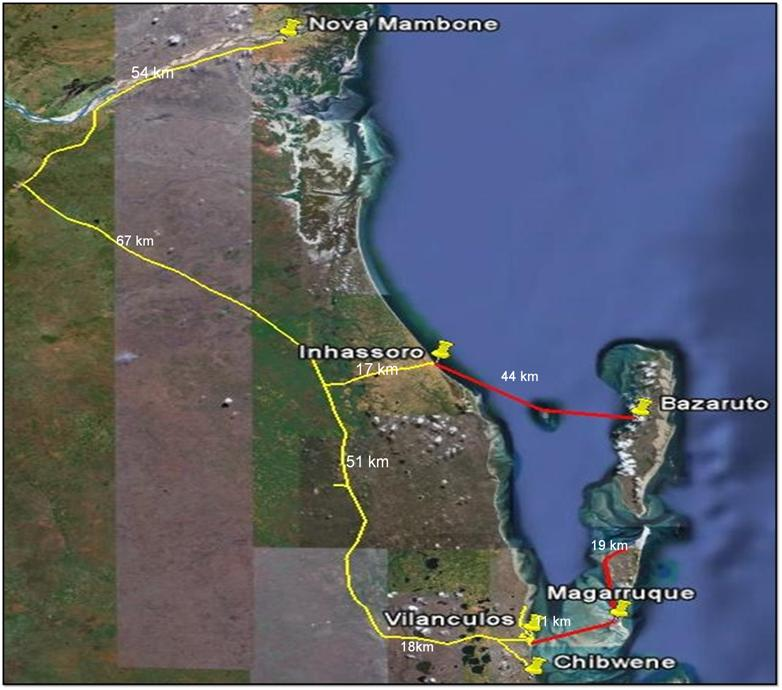 Nova Mambone
54 km
67 km
Inhassoro
17 km
44 km
Bazaruto
51 km
19 km
Magarruque
Vilanculos
11 km
18km
Chibwene